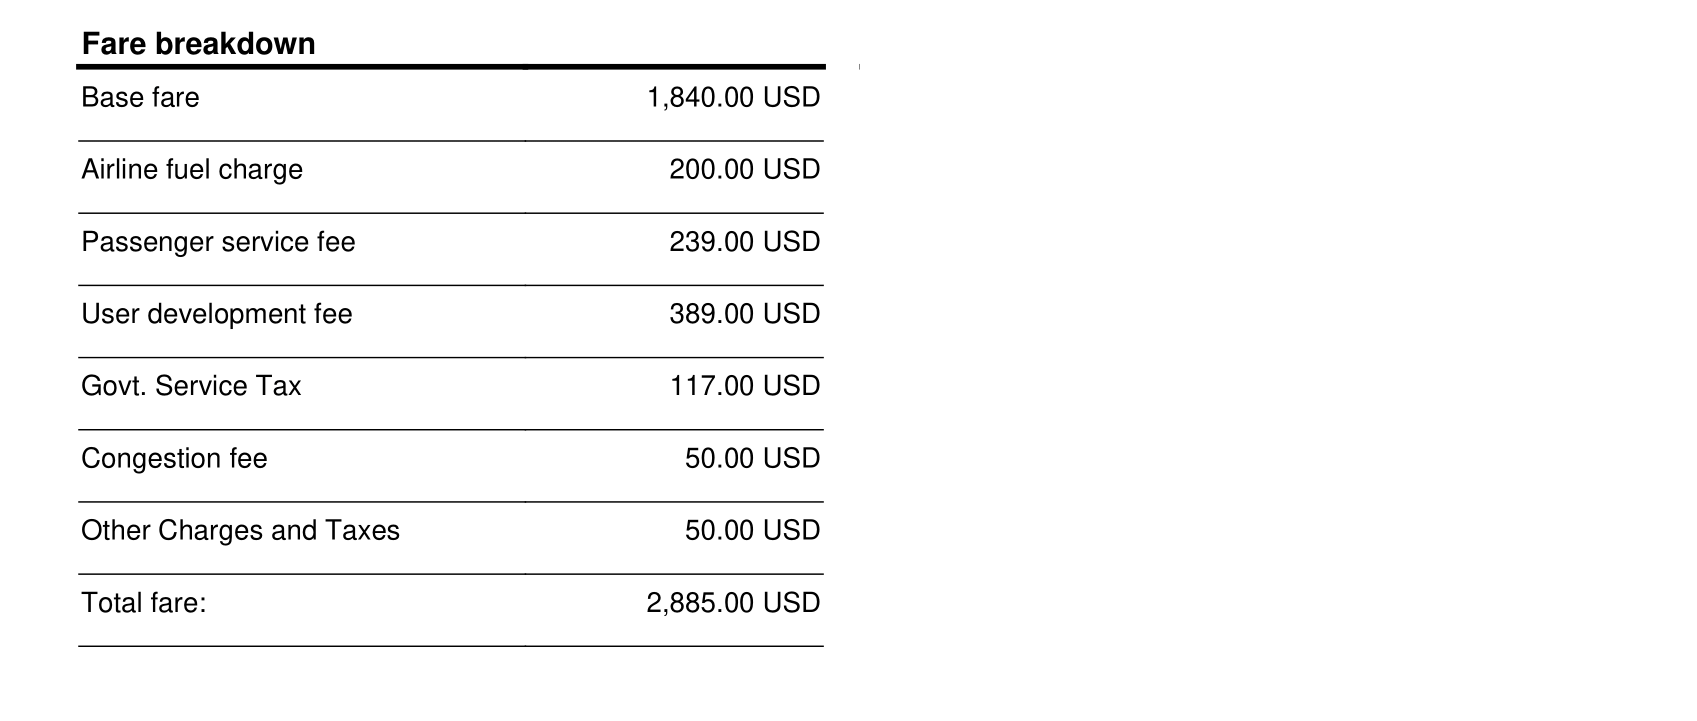 Fare breakdown
Base fare 1,840.00 USD
Airline fuel charge 200.00 USD
Passenger service fee 239.00 USD
User development fee 389.00 USD
Govt. Service Tax 117.00 USD
Congestion fee 50.00 USD
Other Charges and Taxes 50.00 USD
Total fare: 2,885.00 USD